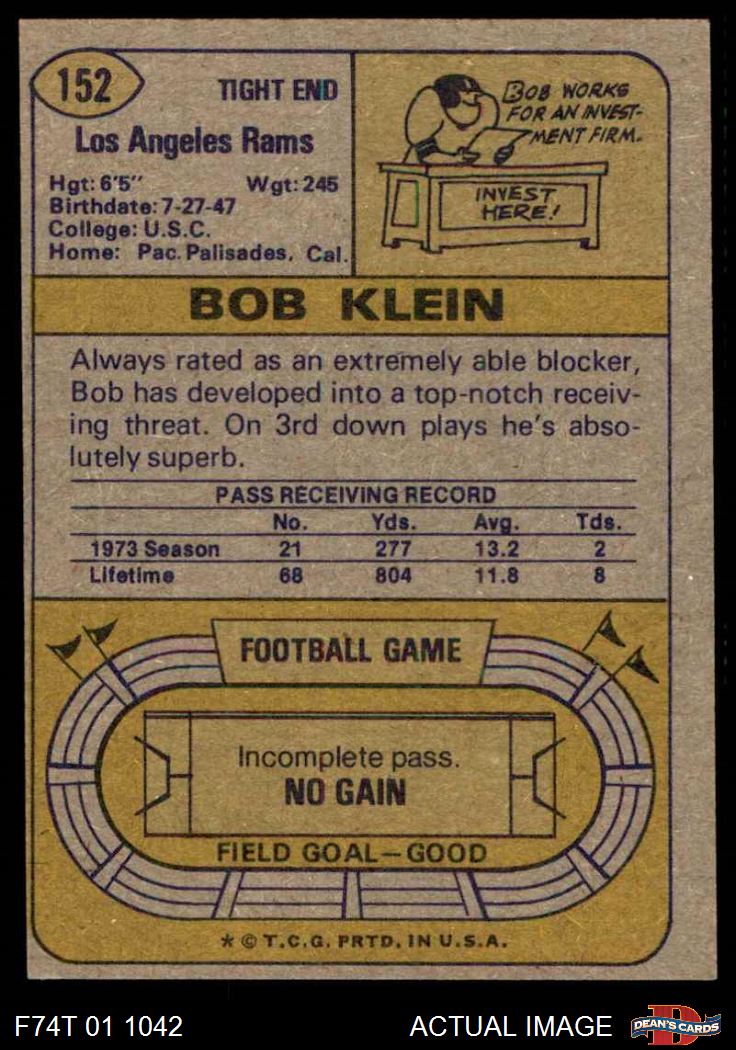 152
TIGHT END
Los Angeles Rams
Hgt: 6'5" Wgt: 245
Birthdate: 7-27-47
College: U.S.C.
Home: Pac. Palisades, Cal.
BOB WORKS
FOR AN INVEST-
MENT FIRM.
INVEST
HERE!
BOB KLEIN
Always rated as an extremely able blocker,
Bob has developed into a top-notch receiv-
ing threat. On 3rd down plays he's abso-
lutely superb.
PASS RECEIVING RECORD
No. Yds. Avg. Tds.
1973 Season 21 277 13.2 2
Lifetime 68 804 11.8 8
FOOTBALL GAME
Incomplete pass.
NO GAIN
FIELD GOAL—GOOD
* © T.C.G. PRTD. IN U.S.A.
F74T 01 1042 ACTUAL IMAGE
DEAN'S CARDS